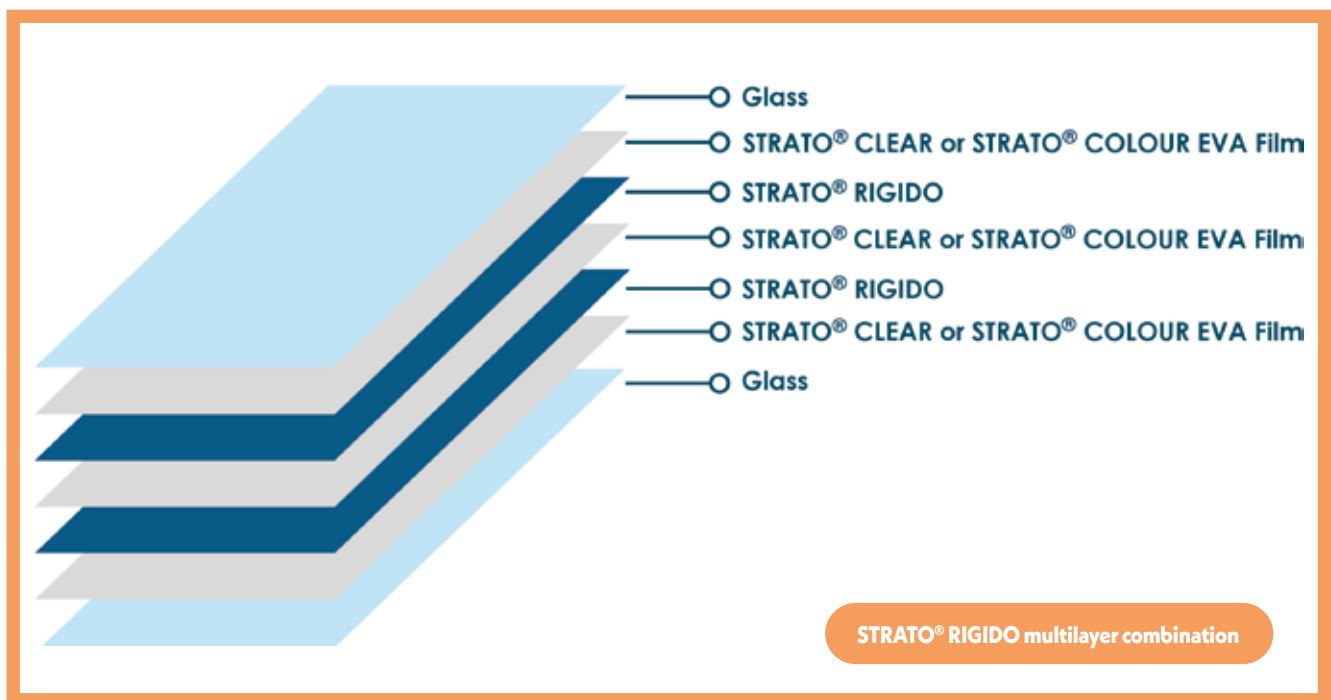 Glass
STRATO® CLEAR or STRATO® COLOUR EVA Film
STRATO® RIGIDO
STRATO® CLEAR or STRATO® COLOUR EVA Film
STRATO® RIGIDO
STRATO® CLEAR or STRATO® COLOUR EVA Film
Glass
STRATO® RIGIDO multilayer combination